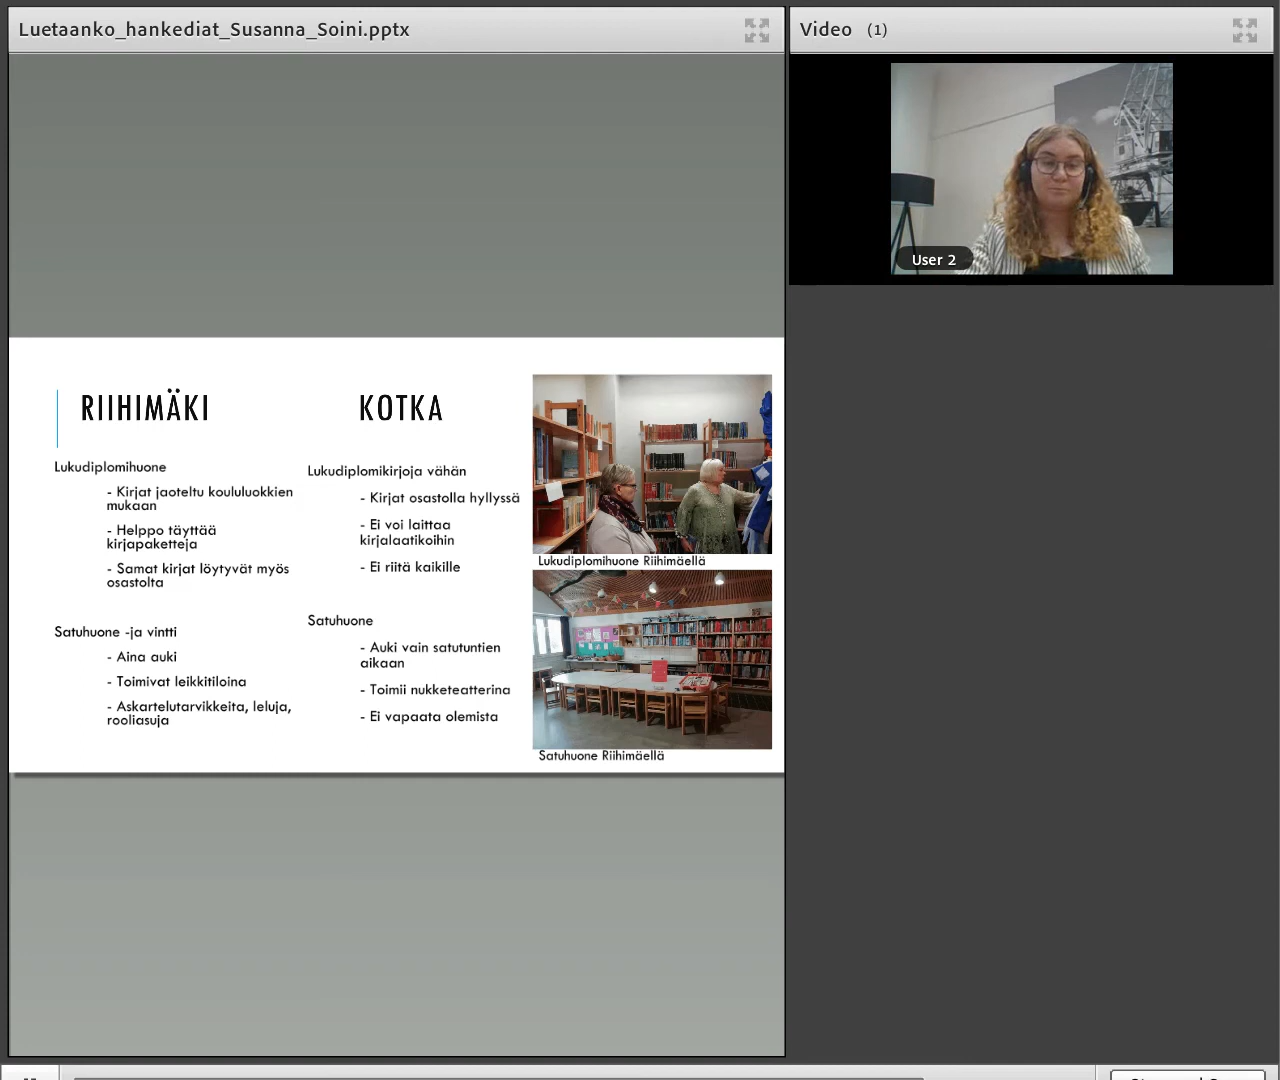 Luetaanko_hankediat_Susanna_Soini.pptx
Video (1)
User 2
RIIHIMÄKI
Lukudiplomihuone
- Kirjat jaoteltu koululuokkien
mukaan
- Helppo täyttää
kirjapaketteja
- Samat kirjat löytyvät myös
osastolta
Satuhuone -ja vintti
- Aina auki
- Toimivat leikkitiloina
- Askartelutarvikkeita, leluja,
rooliasuja
KOTKA
Lukudiplomikirjoja vähän
- Kirjat osastolla hyllyssä
- Ei voi laittaa
kirjalaatikoihin
- Ei riitä kaikille
Satuhuone
- Auki vain satutuntien
aikaan
- Toimii nukketeatterina
- Ei vapaata olemista
Lukudiplomihuone Riihimäellä
Satuhuone Riihimäellä